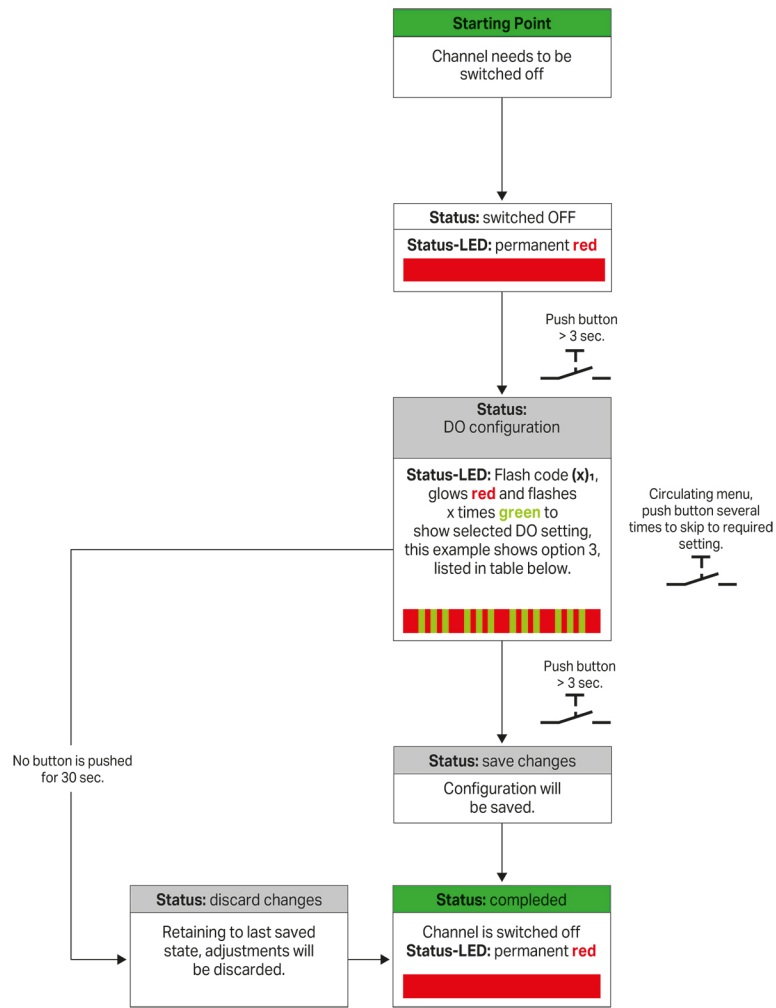 Starting Point
Channel needs to be
switched off
Status: switched OFF
Status-LED: permanent red
Push button
> 3 sec.
Status:
DO configuration
Status-LED: Flash code (x)₁,
glows red and flashes
x times green to
show selected DO setting,
this example shows option 3,
listed in table below.
Circulating menu,
push button several
times to skip to required
setting.
Push button
> 3 sec.
No button is pushed
for 30 sec.
Status: save changes
Configuration will
be saved.
Status: discard changes
Retaining to last saved
state, adjustments will
be discarded.
Status: compleded
Channel is switched off
Status-LED: permanent red